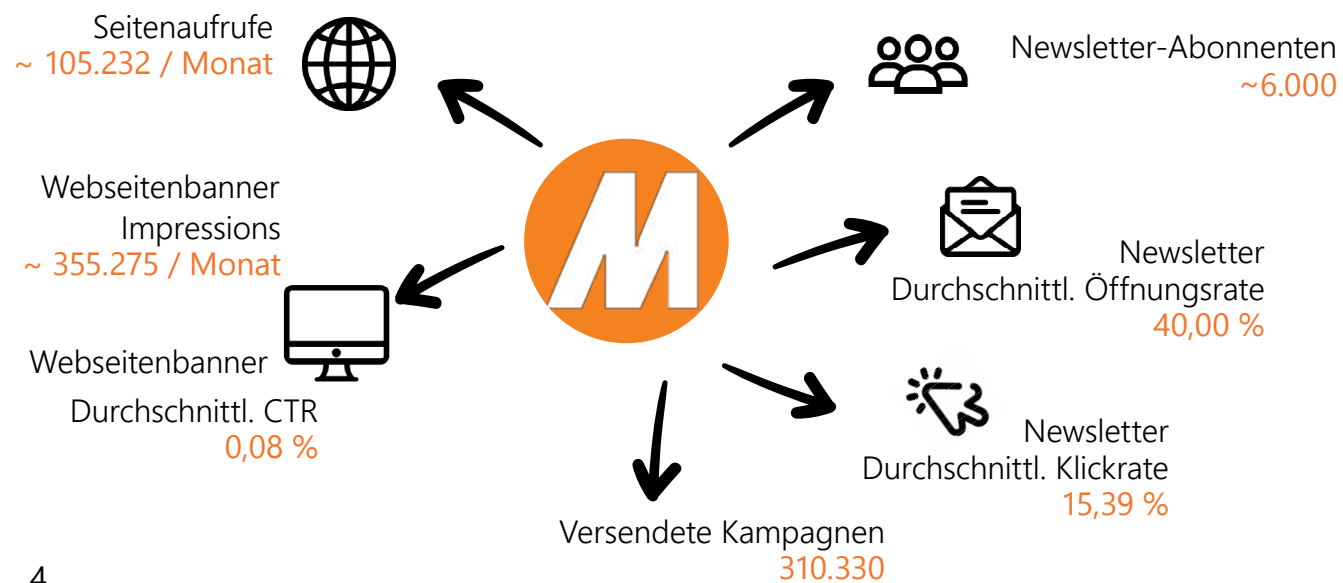 Seitenaufrufe
~ 105.232 / Monat
Newsletter-Abonnenten
~6.000
Webseitenbanner
Impressions
~ 355.275 / Monat
Webseitenbanner
Durchschnittl. CTR
0,08 %
M
Newsletter
Durchschnittl. Öffnungsrate
40,00 %
Newsletter
Durchschnittl. Klickrate
15,39 %
Versendete Kampagnen
310.330
4